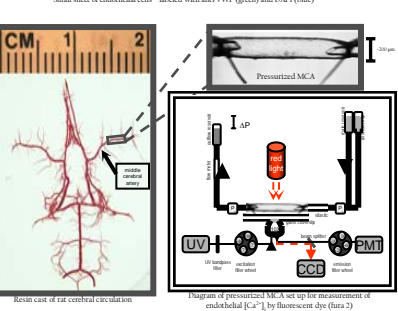 Small sheet of endothelial cells - labeled with anti-VWF (green) and DAPI (blue)
CM 1 2
middle
cerebral
artery
Resin cast of rat cerebral circulation
Pressurized MCA
~200 µm
ΔP
flow meter
red
light
P
P
elastic
beam splitter
UV
PMT
CCD
UV bandpass
filter
excitation
filter wheel
emission
filter wheel
Diagram of pressurized MCA set up for measurement of
endothelial [Ca²⁺]i by fluorescent dye (fura 2)